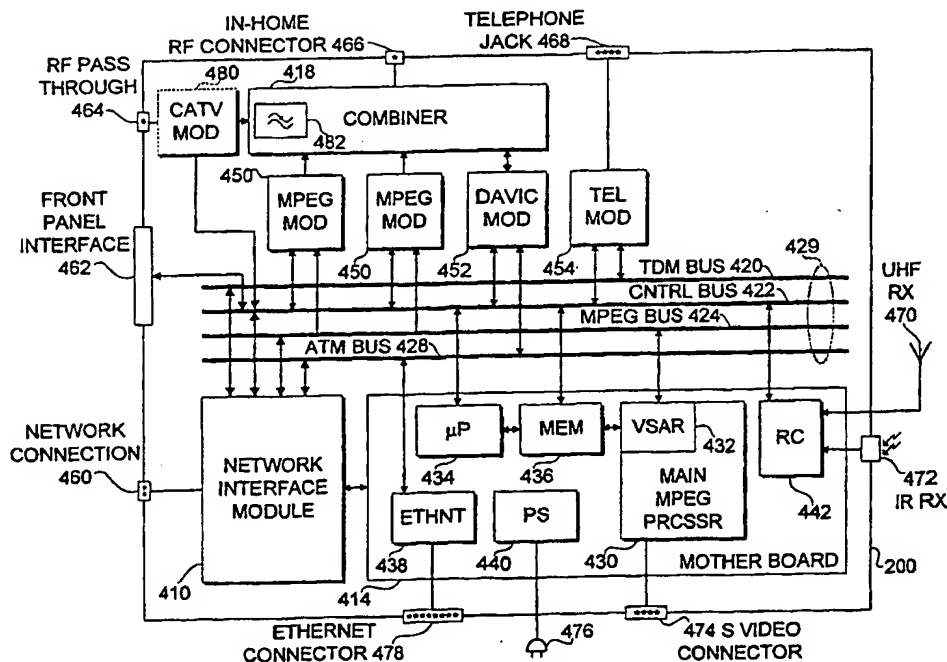 IN-HOME
RF CONNECTOR 466
TELEPHONE
JACK 468
RF PASS
THROUGH
464
480
CATV
MOD
418
COMBINER
482
450
MPEG
MOD
MPEG
MOD
450
DAVIC
MOD
452
TEL
MOD
454
FRONT
PANEL
INTERFACE
462
429
TDM BUS 420
CNTRL BUS 422
MPEG BUS 424
ATM BUS 428
UHF
RX
470
NETWORK
CONNECTION
460
NETWORK
INTERFACE
MODULE
410
μP
434
MEM
436
VSAR
432
MAIN
MPEG
PRCSSR
430
RC
442
472
IR RX
ETHNT
438
PS
440
MOTHER BOARD
414
200
ETHERNET
CONNECTOR 478
476
474 S VIDEO
CONNECTOR